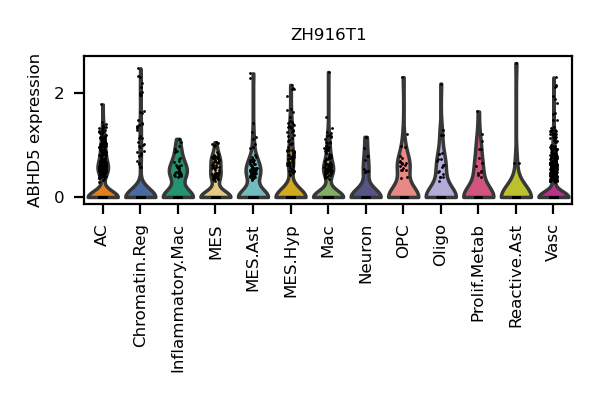 ZH916T1
ABHD5 expression
2
0
AC
Chromatin.Reg
Inflammatory.Mac
MES
MES.Ast
MES.Hyp
Mac
Neuron
OPC
Oligo
Prolif.Metab
Reactive.Ast
Vasc